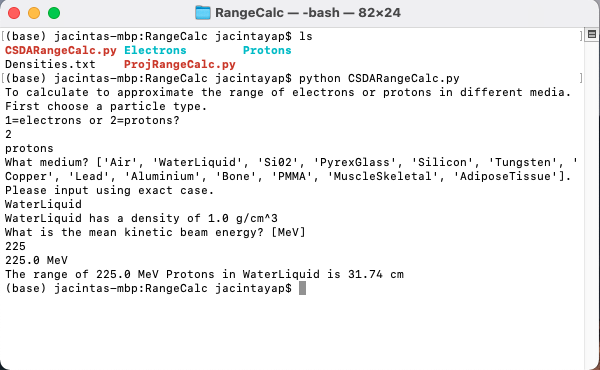 RangeCalc — -bash — 82×24
(base) jacintas-mbp:RangeCalc jacintayap$ ls
CSDARangeCalc.py Electrons        Protons
Densities.txt    ProjRangeCalc.py
(base) jacintas-mbp:RangeCalc jacintayap$ python CSDARangeCalc.py
To calculate to approximate the range of electrons or protons in different media.
First choose a particle type.
1=electrons or 2=protons?
2
protons
What medium? ['Air', 'WaterLiquid', 'Si02', 'PyrexGlass', 'Silicon', 'Tungsten', '
Copper', 'Lead', 'Aluminium', 'Bone', 'PMMA', 'MuscleSkeletal', 'AdiposeTissue'].
Please input using exact case.
WaterLiquid
WaterLiquid has a density of 1.0 g/cm^3
What is the mean kinetic beam energy? [MeV]
225
225.0 MeV
The range of 225.0 MeV Protons in WaterLiquid is 31.74 cm
(base) jacintas-mbp:RangeCalc jacintayap$